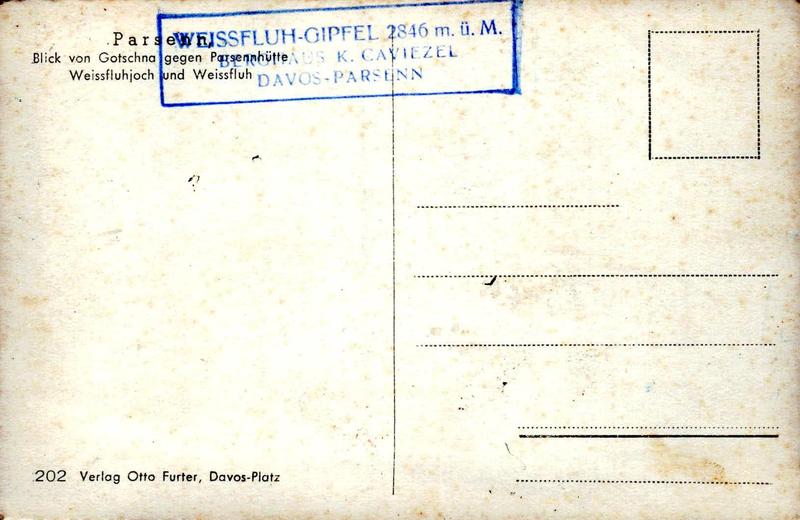 Parsenn,
Blick von Gotschna gegen Parsennhütte
Weissfluhjoch und Weissfluh
WEISSFLUH-GIPFEL 2846 m. ü. M.
BERGHAUS K. CAVIEZEL
DAVOS-PARSENN
202 Verlag Otto Furter, Davos-Platz